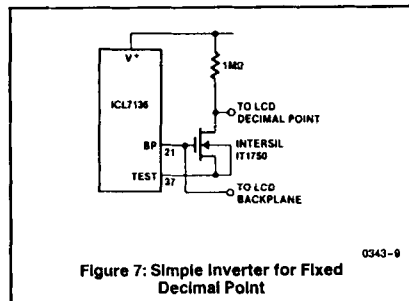 V+
1MΩ
ICL7136
TO LCD
DECIMAL POINT
BP
21
INTERSIL
IT1750
TEST
37
TO LCD
BACKPLANE
0343-9
Figure 7: Simple Inverter for Fixed
Decimal Point